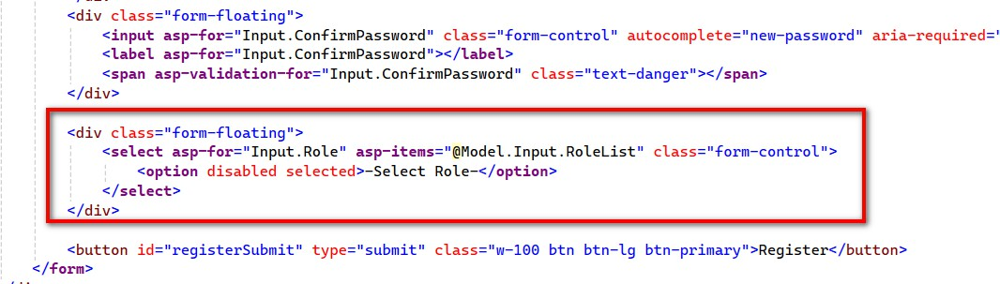 <div class="form-floating">
<input asp-for="Input.ConfirmPassword" class="form-control" autocomplete="new-password" aria-required="
<label asp-for="Input.ConfirmPassword"></label>
<span asp-validation-for="Input.ConfirmPassword" class="text-danger"></span>
</div>
<div class="form-floating">
<select asp-for="Input.Role" asp-items="@Model.Input.RoleList" class="form-control">
<option disabled selected>-Select Role-</option>
</select>
</div>
<button id="registerSubmit" type="submit" class="w-100 btn btn-lg btn-primary">Register</button>
</form>